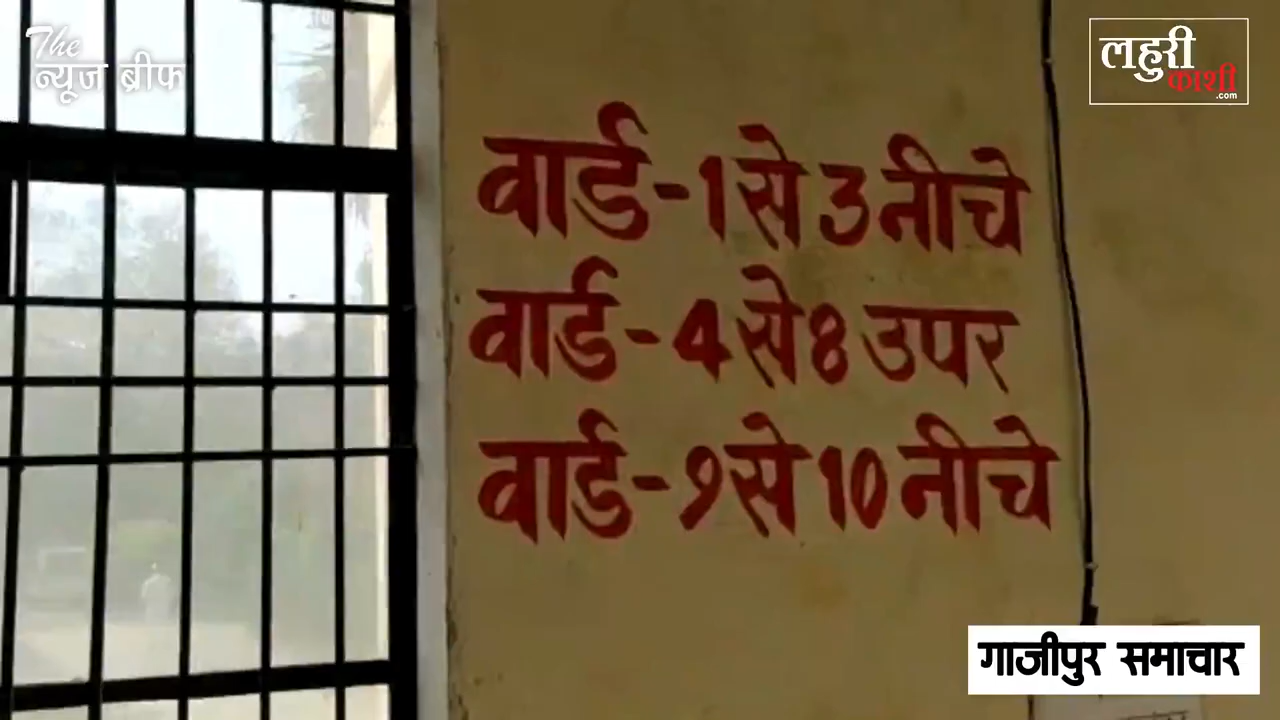 The
न्यूज ब्रीफ
लहुरी
काशी
.com
वार्ड-1 से 3 नीचे
वार्ड-4 से 8 उपर
वार्ड-9 से 10 नीचे
गाजीपुर समाचार